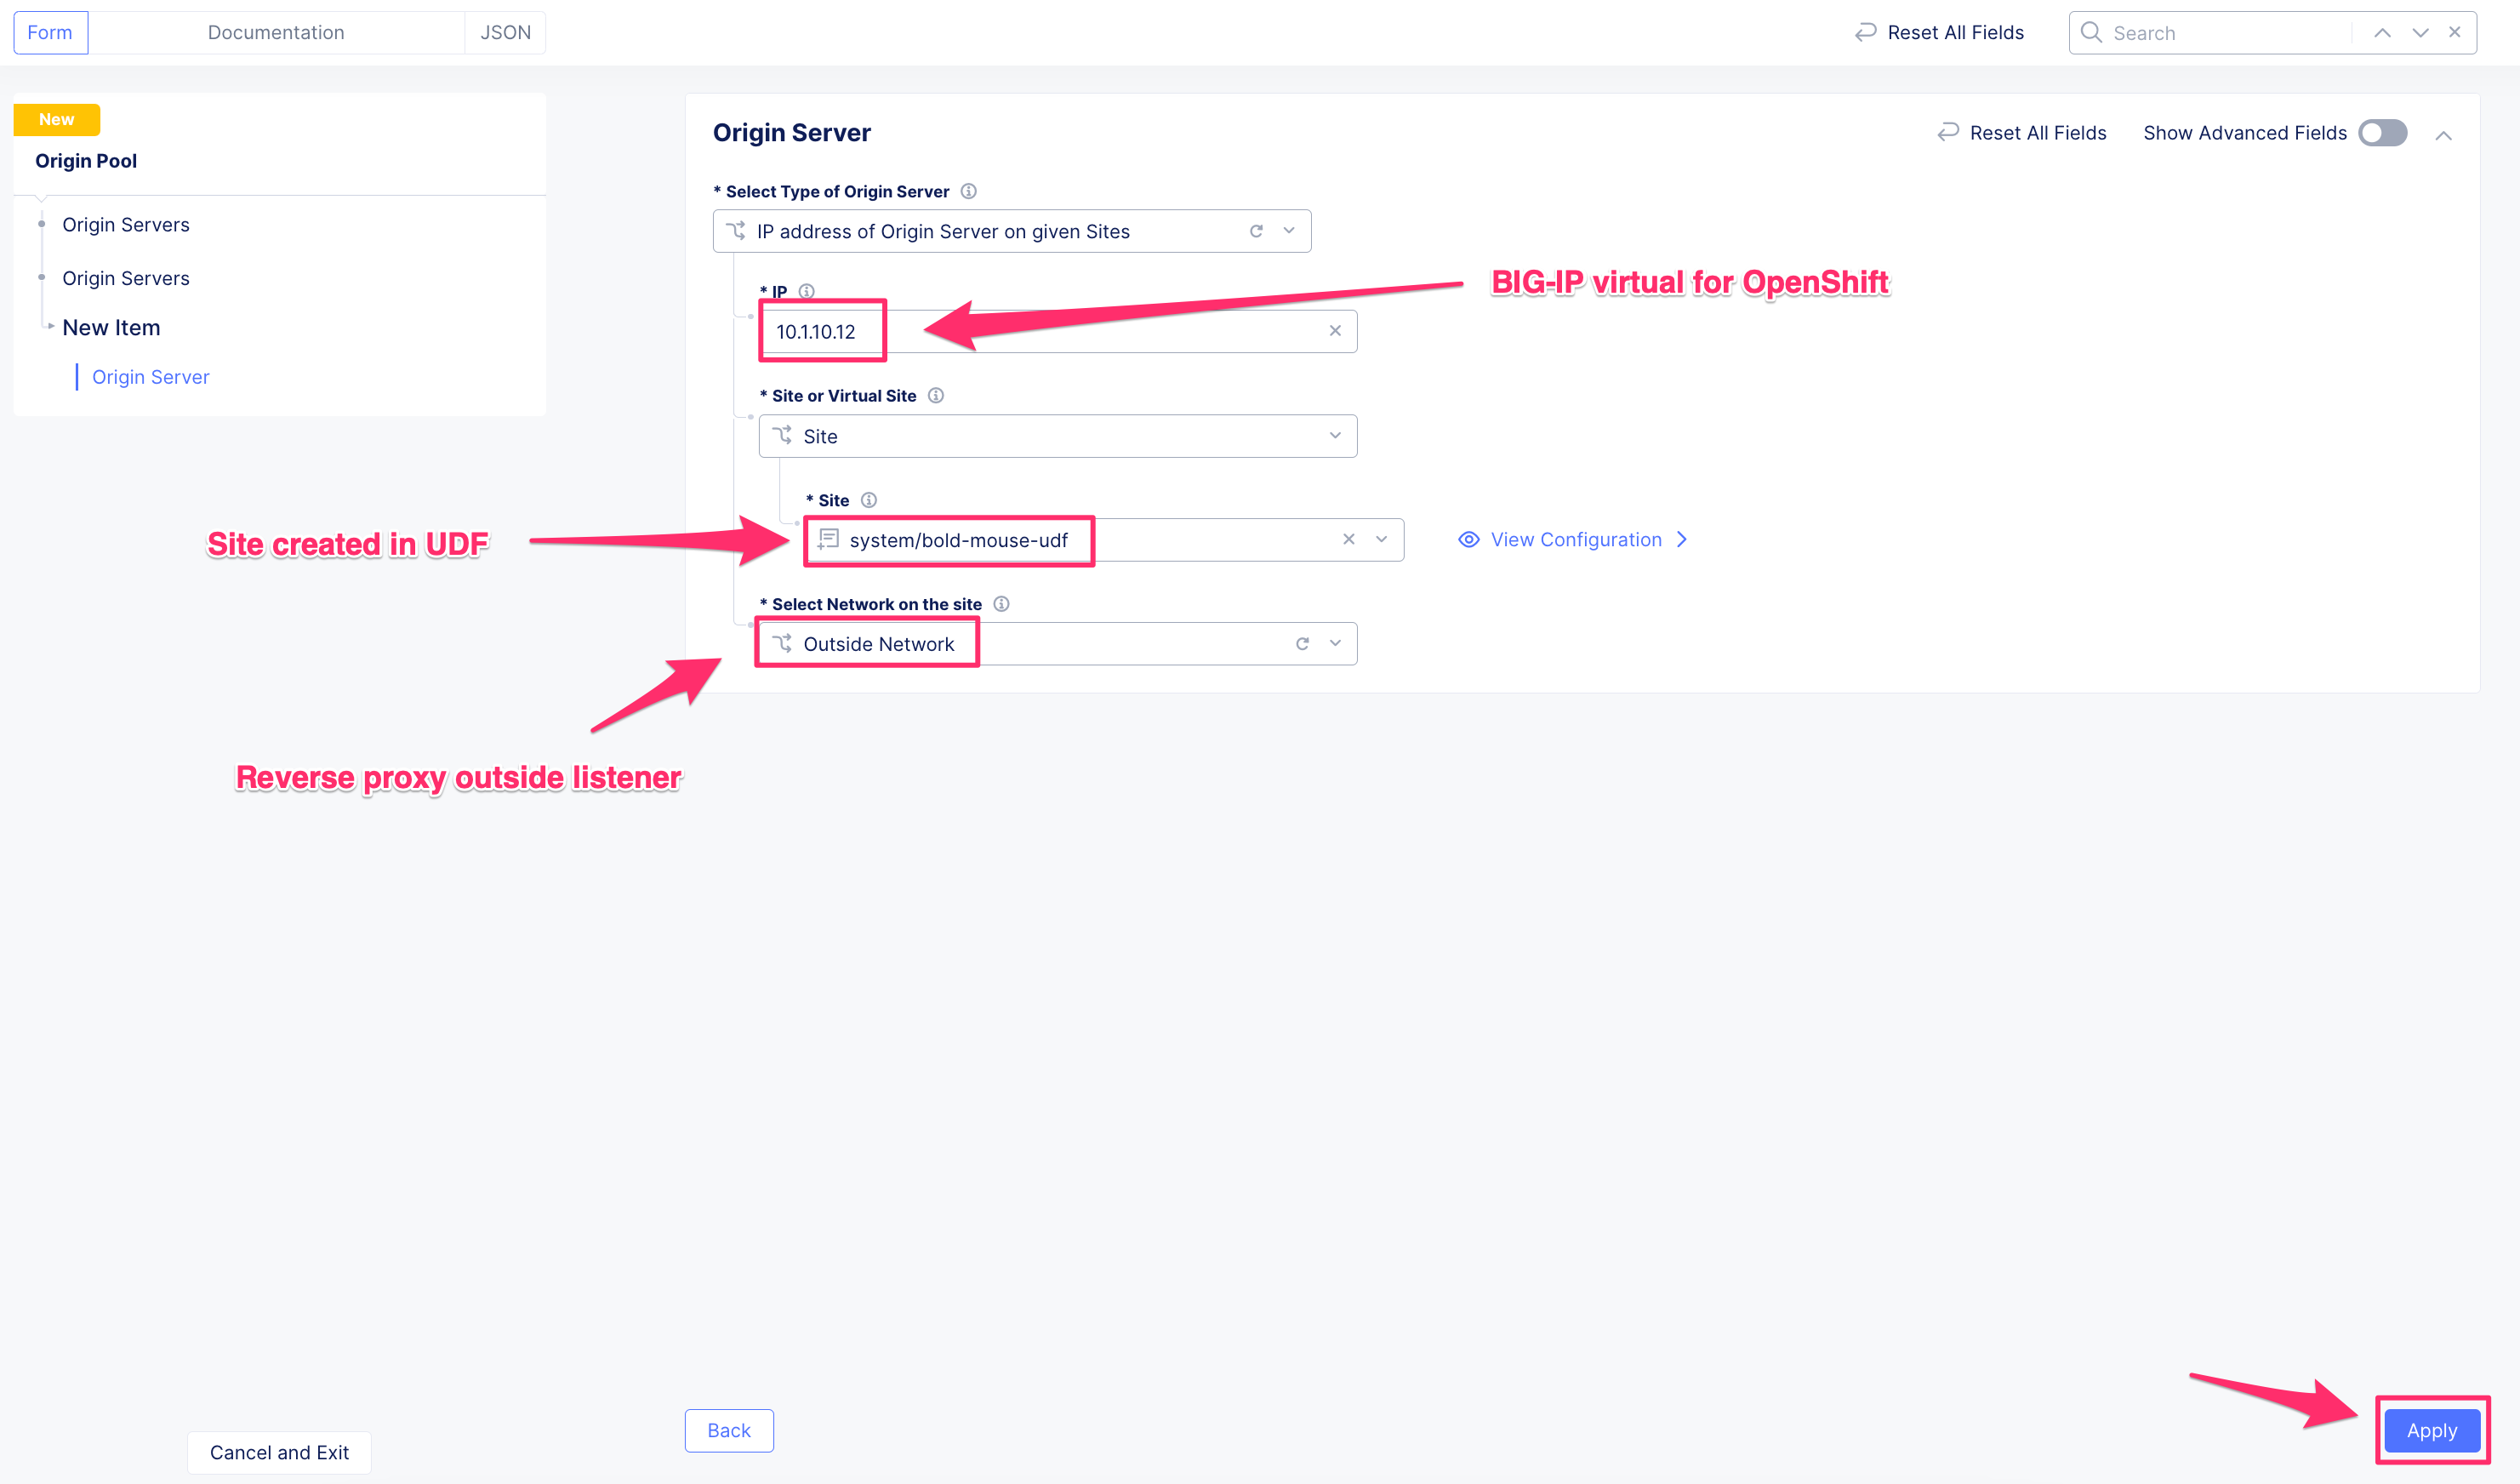 Form
Documentation
JSON
Reset All Fields
Search
New
Origin Pool
Origin Servers
Origin Servers
New Item
Origin Server
Origin Server
Reset All Fields
Show Advanced Fields
* Select Type of Origin Server
IP address of Origin Server on given Sites
* IP
10.1.10.12
BIG-IP virtual for OpenShift
* Site or Virtual Site
Site
* Site
system/bold-mouse-udf
View Configuration
Site created in UDF
* Select Network on the site
Outside Network
Reverse proxy outside listener
Back
Apply
Cancel and Exit